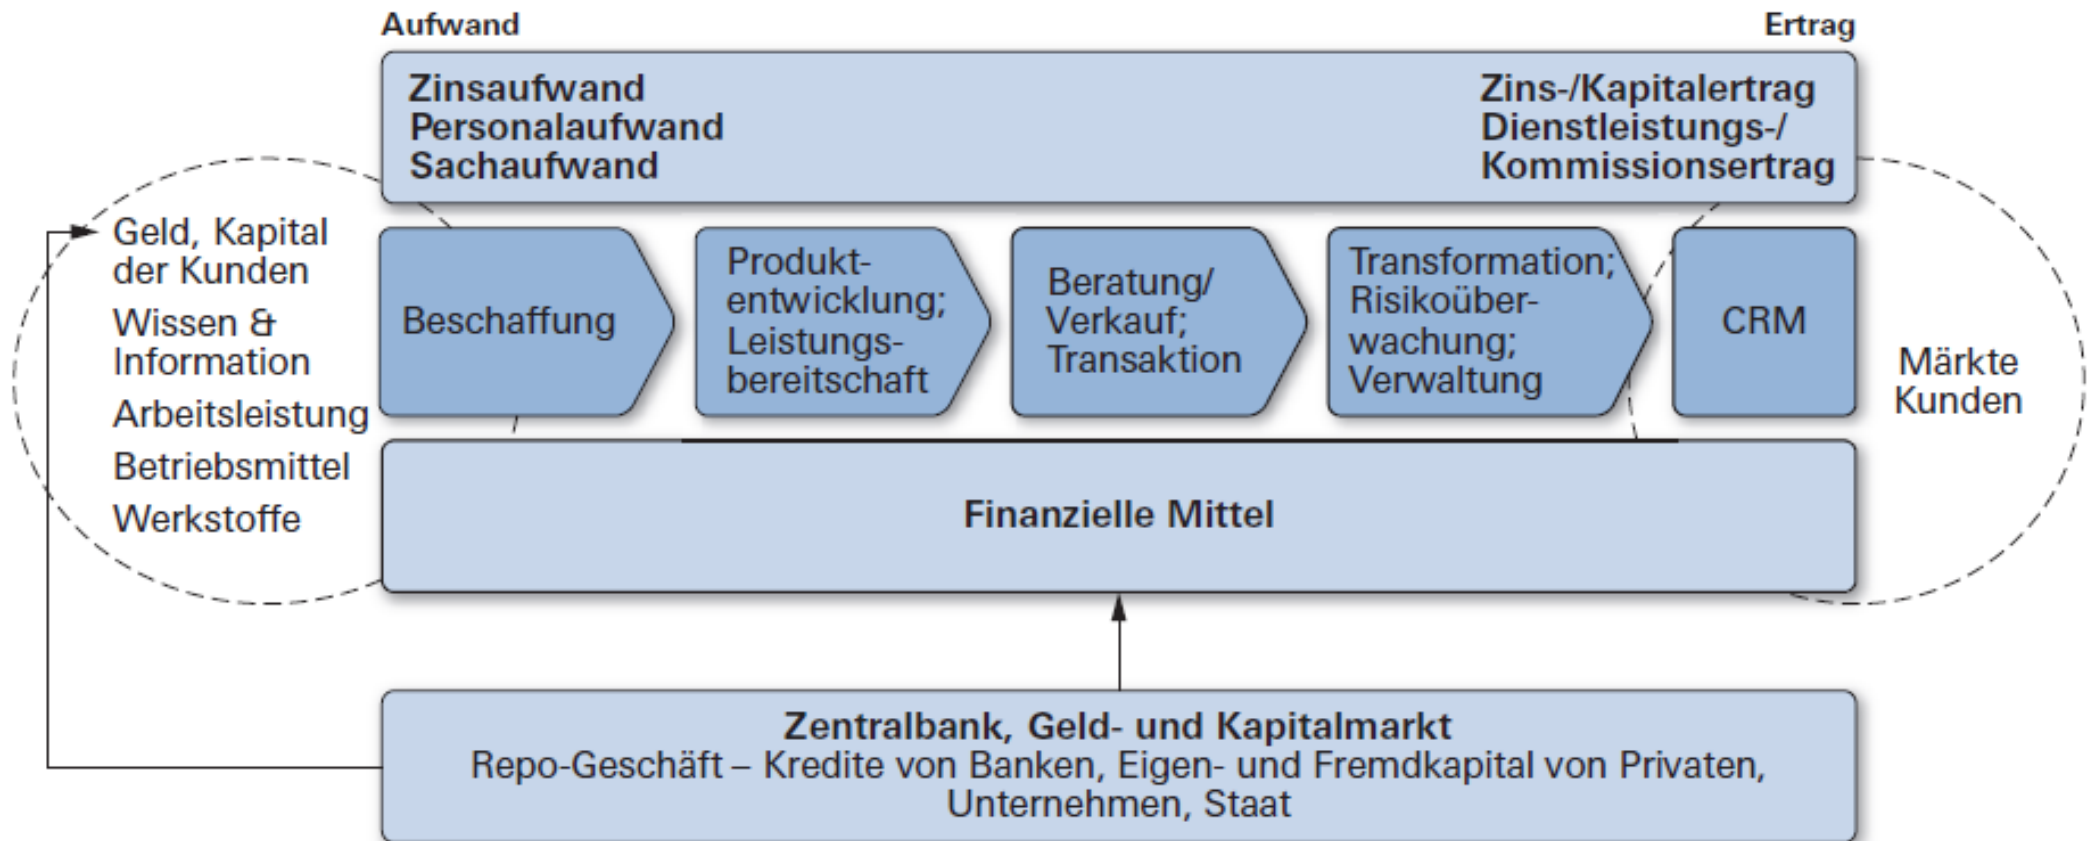 Aufwand
Ertrag
Zinsaufwand
Personalaufwand
Sachaufwand
Zins-/Kapitalertrag
Dienstleistungs-/
Kommissionsertrag
Geld, Kapital
der Kunden
Wissen &
Information
Arbeitsleistung
Betriebsmittel
Werkstoffe
Beschaffung
Produkt-
entwicklung;
Leistungs-
bereitschaft
Beratung/
Verkauf;
Transaktion
Transformation;
Risikoüber-
wachung;
Verwaltung
CRM
Märkte
Kunden
Finanzielle Mittel
Zentralbank, Geld- und Kapitalmarkt
Repo-Geschäft – Kredite von Banken, Eigen- und Fremdkapital von Privaten,
Unternehmen, Staat